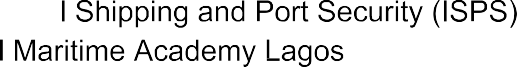 l Shipping and Port Security (ISPS)
l Maritime Academy Lagos